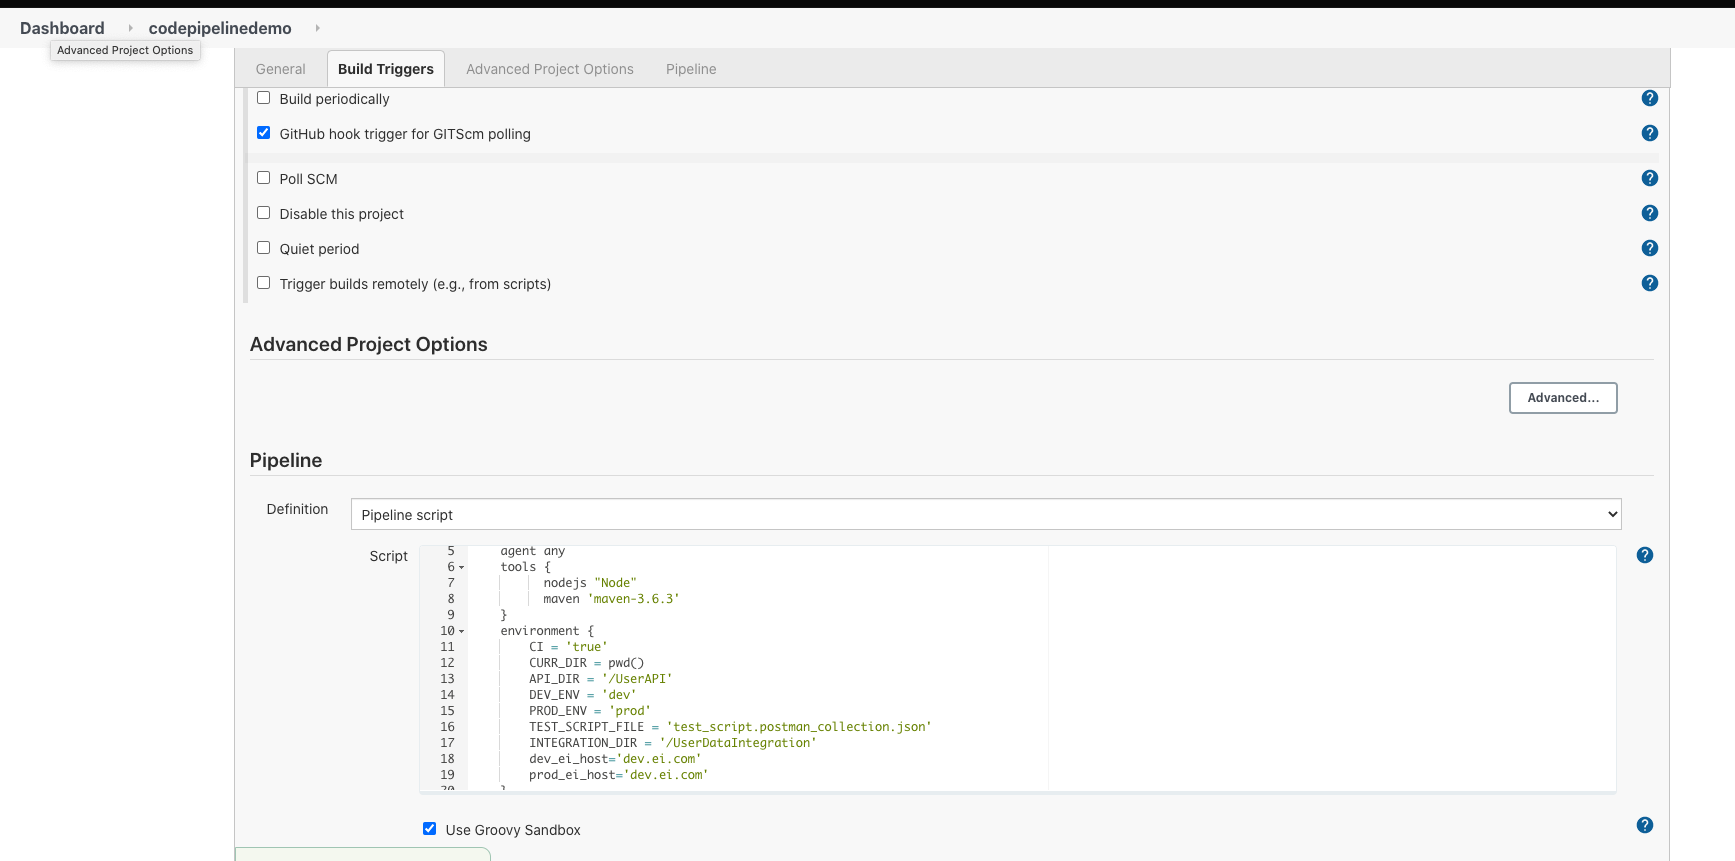 Dashboard codepipelinedemo
Advanced Project Options
General Build Triggers Advanced Project Options Pipeline
Build periodically ?
GitHub hook trigger for GITScm polling ?
Poll SCM ?
Disable this project ?
Quiet period ?
Trigger builds remotely (e.g., from scripts) ?
Advanced Project Options
Advanced...
Pipeline
Definition Pipeline script
Script ?
5 agent any
6 tools {
7 nodejs "Node"
8 maven 'maven-3.6.3'
9 }
10 environment {
11 CI = 'true'
12 CURR_DIR = pwd()
13 API_DIR = '/UserAPI'
14 DEV_ENV = 'dev'
15 PROD_ENV = 'prod'
16 TEST_SCRIPT_FILE = 'test_script.postman_collection.json'
17 INTEGRATION_DIR = '/UserDataIntegration'
18 dev_ei_host='dev.ei.com'
19 prod_ei_host='dev.ei.com'
20 }
Use Groovy Sandbox ?